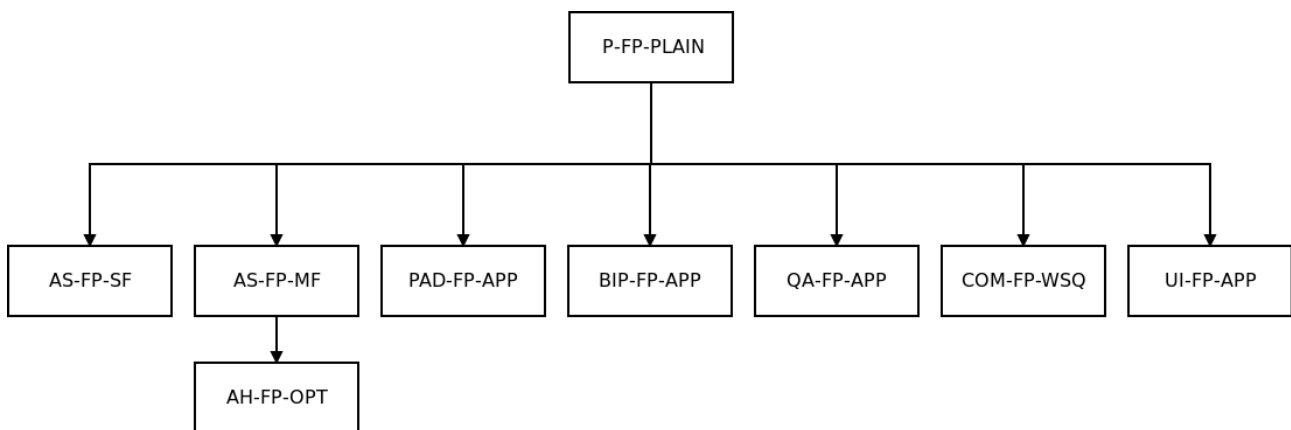 P-FP-PLAIN
AS-FP-SF
AS-FP-MF
PAD-FP-APP
BIP-FP-APP
QA-FP-APP
COM-FP-WSQ
UI-FP-APP
AH-FP-OPT